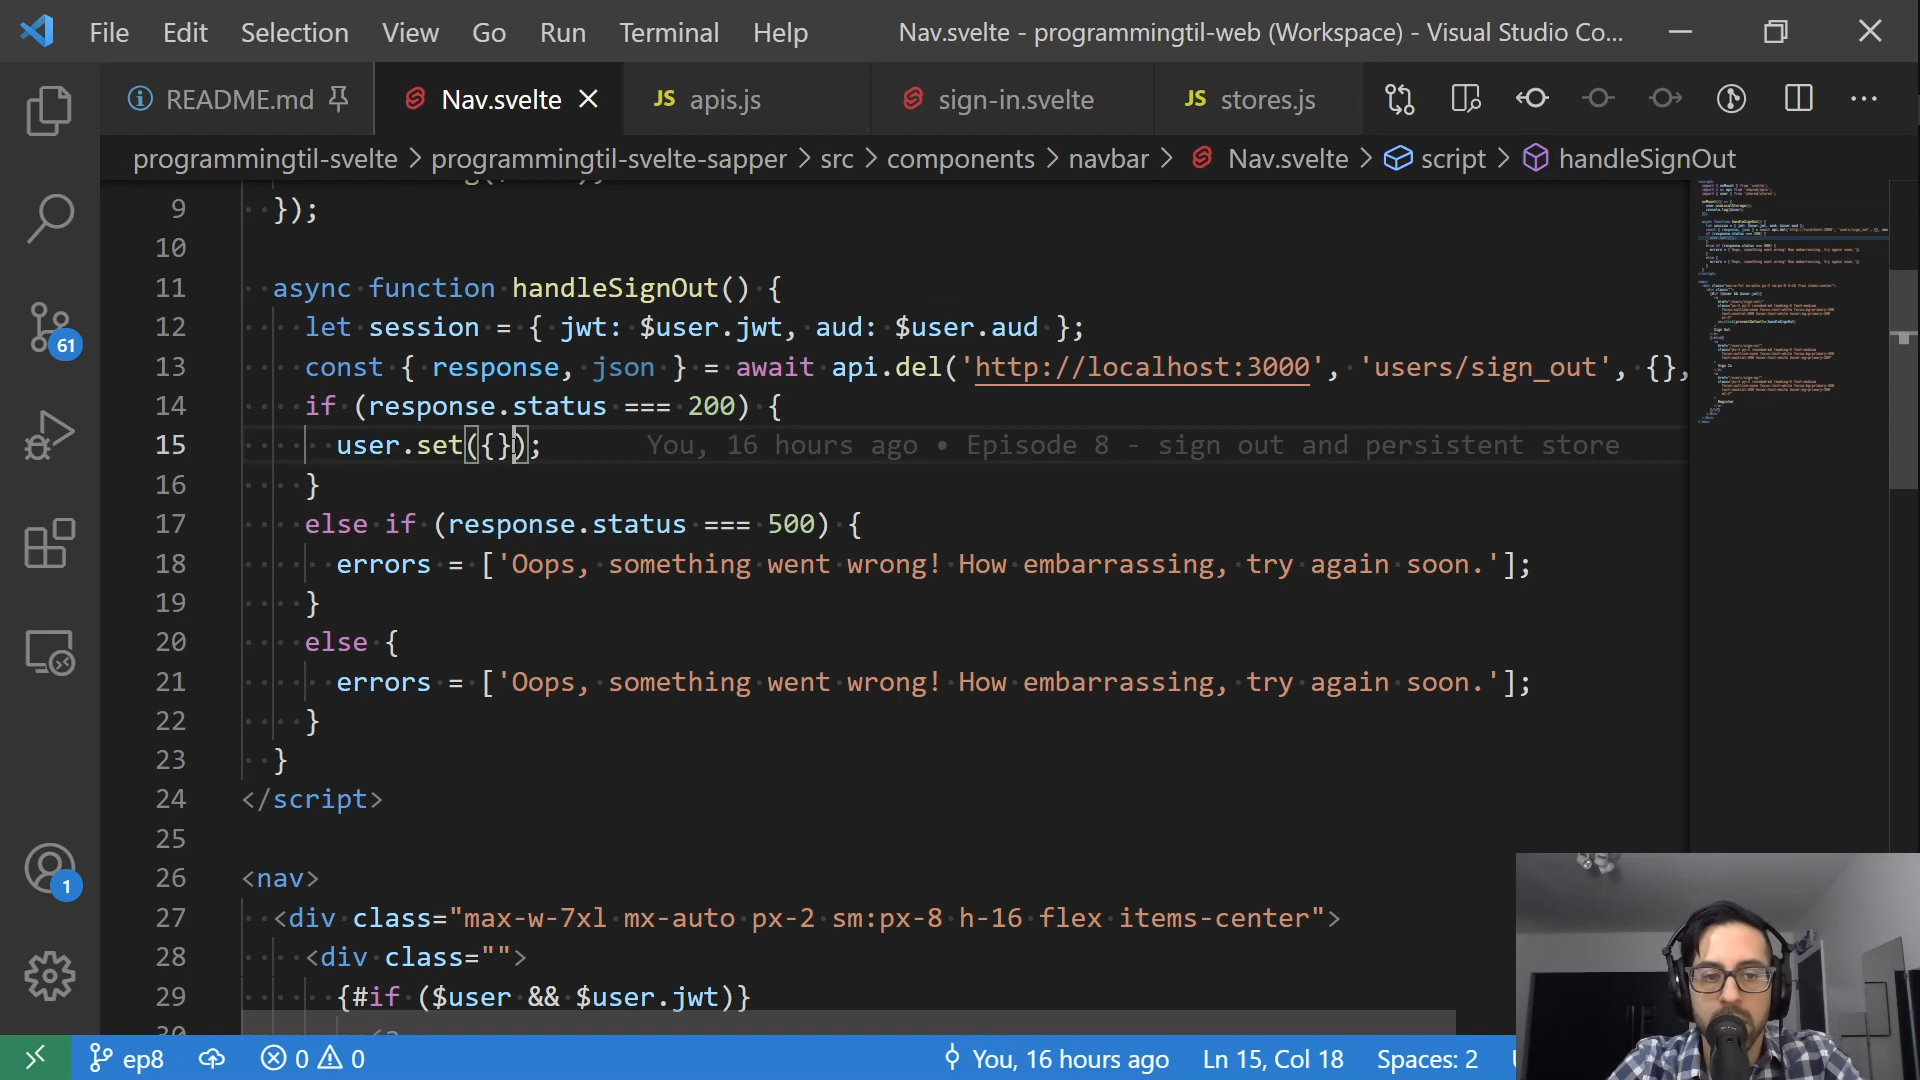 File Edit Selection View Go Run Terminal Help Nav.svelte - programmingtil-web (Workspace) - Visual Studio Co...
README.md Nav.svelte JS apis.js sign-in.svelte JS stores.js
programmingtil-svelte > programmingtil-svelte-sapper > src > components > navbar > Nav.svelte > script > handleSignOut
9 });
10
11 async function handleSignOut() {
12 let session = { jwt: $user.jwt, aud: $user.aud };
13 const { response, json } = await api.del('http://localhost:3000', 'users/sign_out', {},
14 if (response.status === 200) {
15 user.set({}); You, 16 hours ago • Episode 8 - sign out and persistent store
16 }
17 else if (response.status === 500) {
18 errors = ['Oops, something went wrong! How embarrassing, try again soon.'];
19 }
20 else {
21 errors = ['Oops, something went wrong! How embarrassing, try again soon.'];
22 }
23 }
24 </script>
25
26 <nav>
27 <div class="max-w-7xl mx-auto px-2 sm:px-8 h-16 flex items-center">
28 <div class="">
29 {#if ($user && $user.jwt)}
61
1
ep8 0 0 You, 16 hours ago Ln 15, Col 18 Spaces: 2